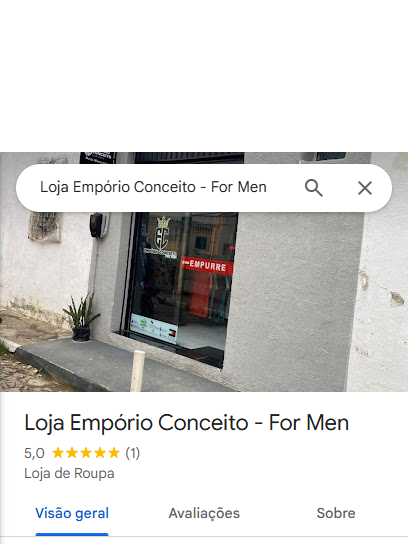 Loja Empório Conceito - For Men
EMPURRE
Loja Empório Conceito - For Men
5,0 ★★★★★ (1)
Loja de Roupa
Visão geral Avaliações Sobre